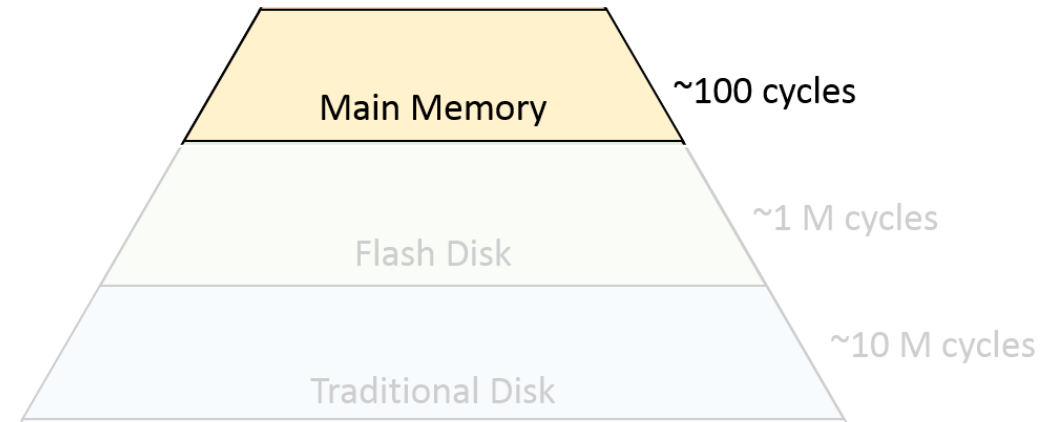 Main Memory
~100 cycles
~1 M cycles
Flash Disk
~10 M cycles
Traditional Disk